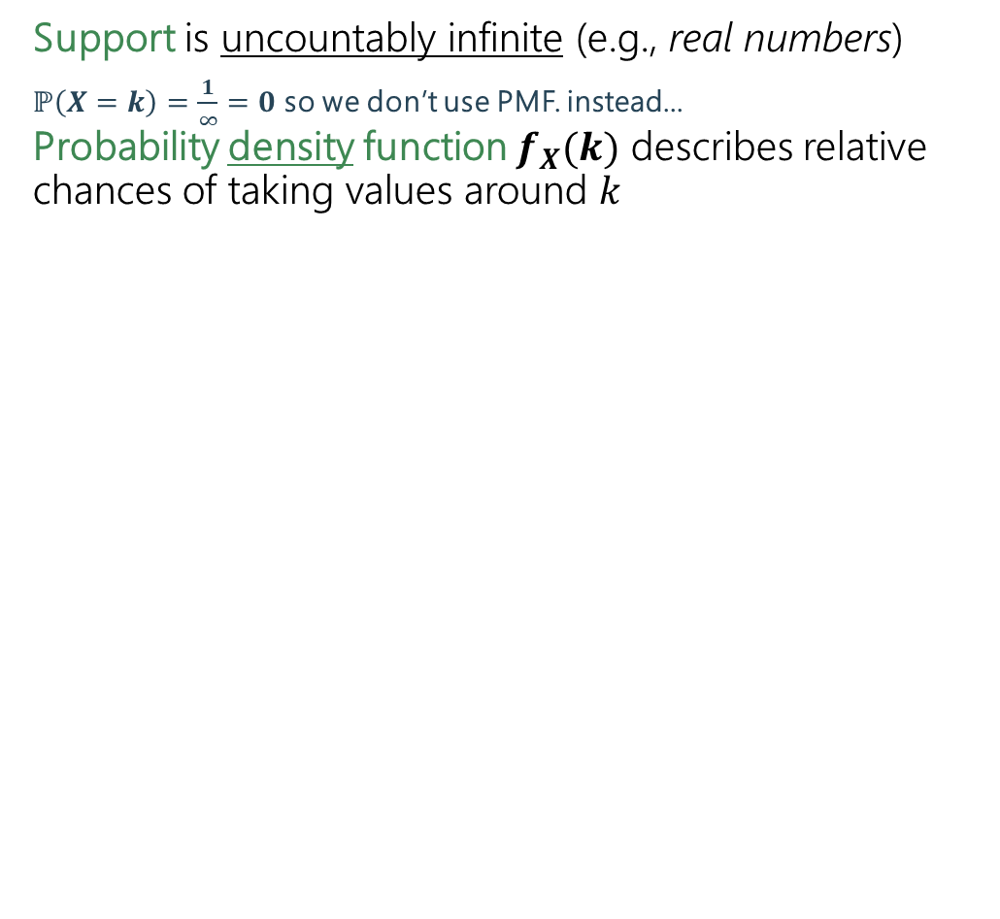 Support is uncountably infinite (e.g., real numbers)
ℙ(X = k) = 1/∞ = 0 so we don’t use PMF. instead...
Probability density function f_X(k) describes relative
chances of taking values around k